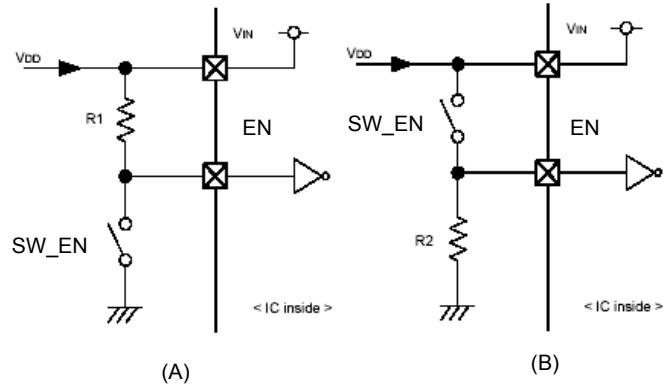 VDD
VIN
R1
EN
SW_EN
< IC inside >
(A)
VDD
VIN
SW_EN
EN
R2
< IC inside >
(B)